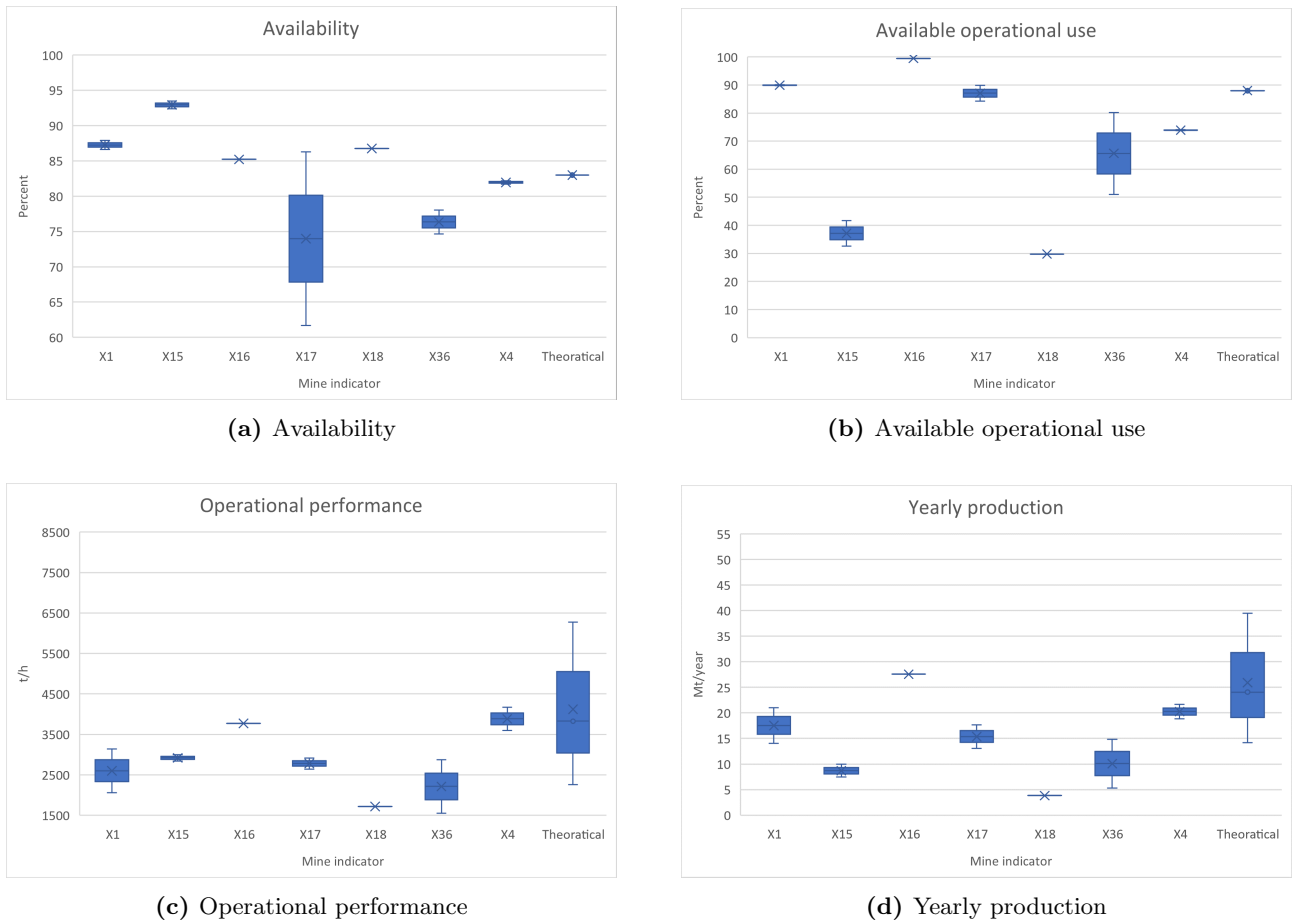 Availability
100
95
90
85
80
75
70
65
60
Percent
X1 X15 X16 X17 X18 X36 X4 Theoratical
Mine indicator
(a) Availability
Available operational use
100
90
80
70
60
50
40
30
20
10
0
Percent
X1 X15 X16 X17 X18 X36 X4 Theoratical
Mine indicator
(b) Available operational use
Operational performance
8500
7500
6500
5500
4500
3500
2500
1500
t/h
X1 X15 X16 X17 X18 X36 X4 Theoratical
Mine indicator
(c) Operational performance
Yearly production
55
50
45
40
35
30
25
20
15
10
5
0
Mt/year
X1 X15 X16 X17 X18 X36 X4 Theoratical
Mine indicator
(d) Yearly production